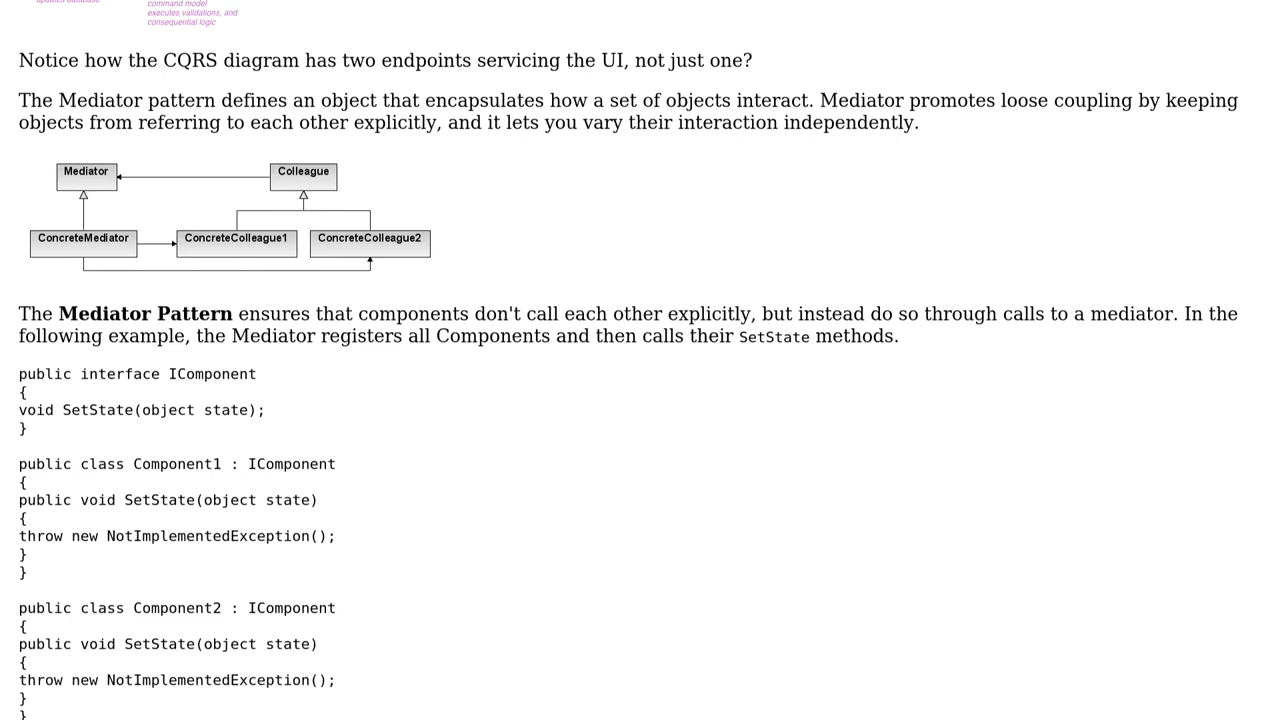 updates database
command model
executes validations, and
consequential logic
Notice how the CQRS diagram has two endpoints servicing the UI, not just one?
The Mediator pattern defines an object that encapsulates how a set of objects interact. Mediator promotes loose coupling by keeping
objects from referring to each other explicitly, and it lets you vary their interaction independently.
Mediator
Colleague
ConcreteMediator
ConcreteColleague1
ConcreteColleague2
The Mediator Pattern ensures that components don't call each other explicitly, but instead do so through calls to a mediator. In the
following example, the Mediator registers all Components and then calls their SetState methods.
public interface IComponent
{
void SetState(object state);
}
public class Component1 : IComponent
{
public void SetState(object state)
{
throw new NotImplementedException();
}
}
public class Component2 : IComponent
{
public void SetState(object state)
{
throw new NotImplementedException();
}
}